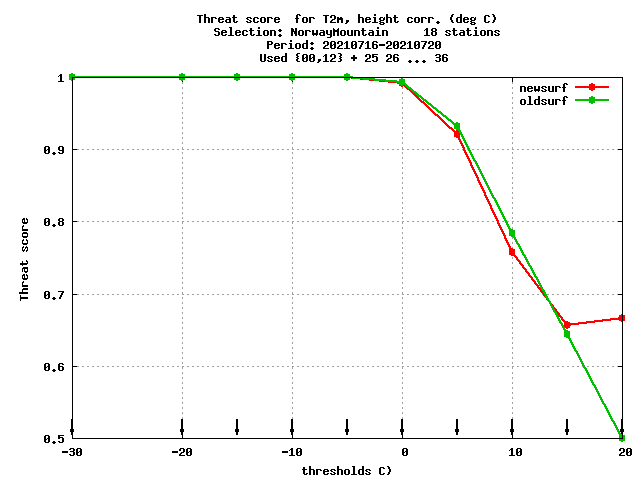 Threat score  for T2m, height corr. (deg C)
Selection: NorwayMountain     18 stations
Period: 20210716-20210720
Used {00,12} + 25 26 ... 36
newsurf
oldsurf
Threat score
1
0.9
0.8
0.7
0.6
0.5
-30 -20 -10 0 10 20
thresholds C)